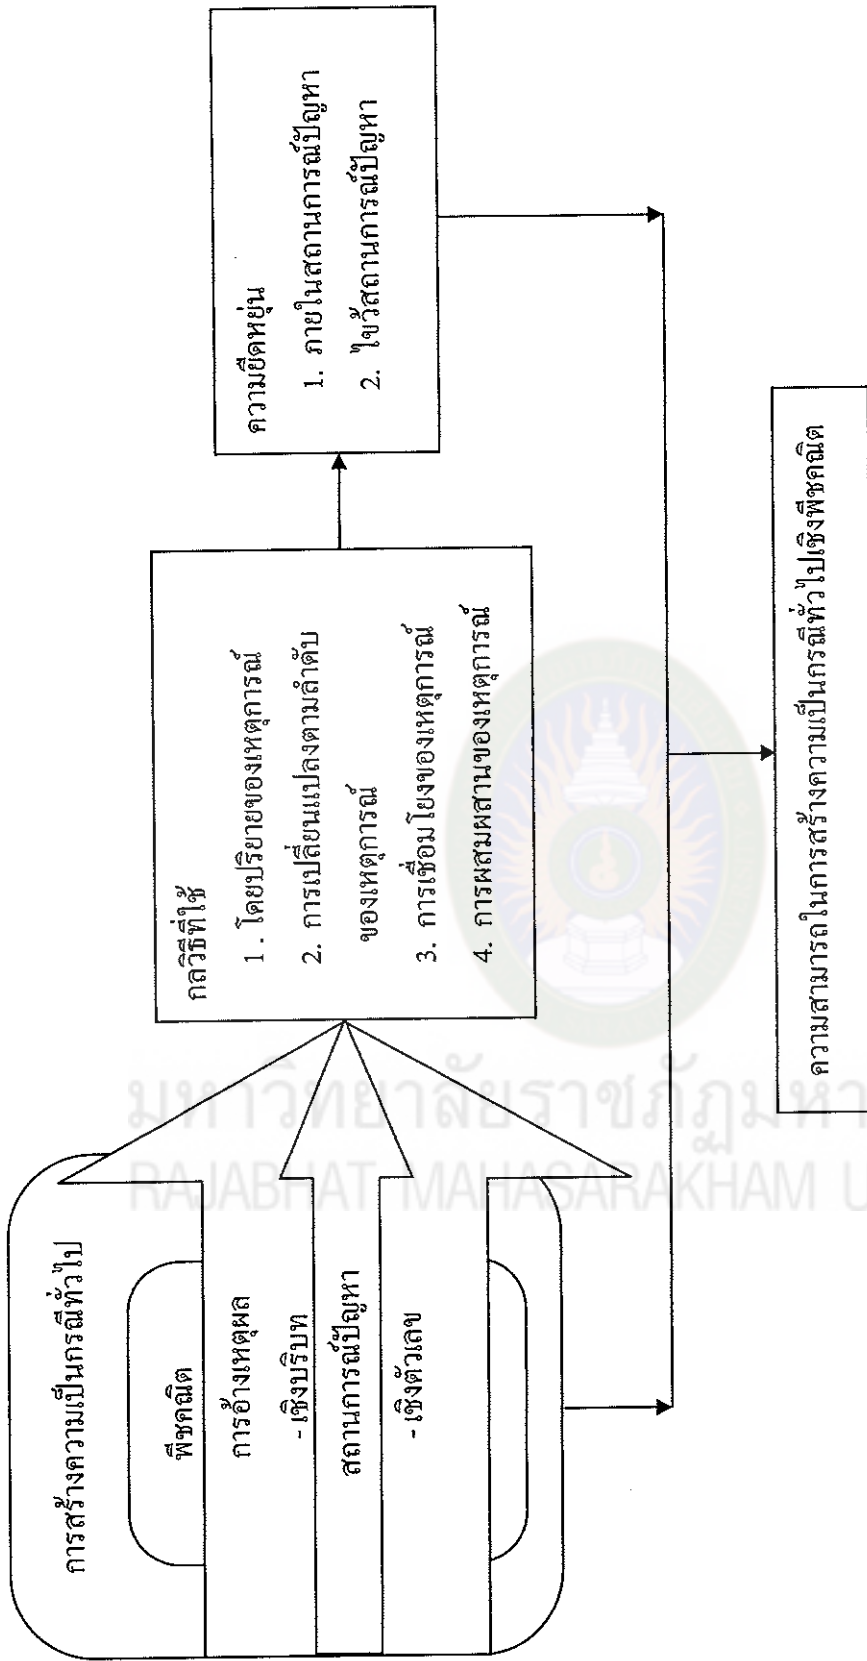 การสร้างความเป็นกรณีทั่วไป
พีชคณิต
การอ้างเหตุผล
- เชิงบริบท
สถานการณ์ปัญหา
- เชิงตัวเลข
กลวิธีที่ใช้
1. โดยปริยายของเหตุการณ์
2. การเปลี่ยนแปลงตามลำดับ
ของเหตุการณ์
3. การเชื่อมโยงของเหตุการณ์
4. การผสมผสานของเหตุการณ์
ความยืดหยุ่น
1. ภายในสถานการณ์ปัญหา
2. ไขว้สถานการณ์ปัญหา
ความสามารถในการสร้างความเป็นกรณีทั่วไปเชิงพีชคณิต
มหาวิทยาลัยราชภัฏมหา
RAJABHAT MAHASARAKHAM U